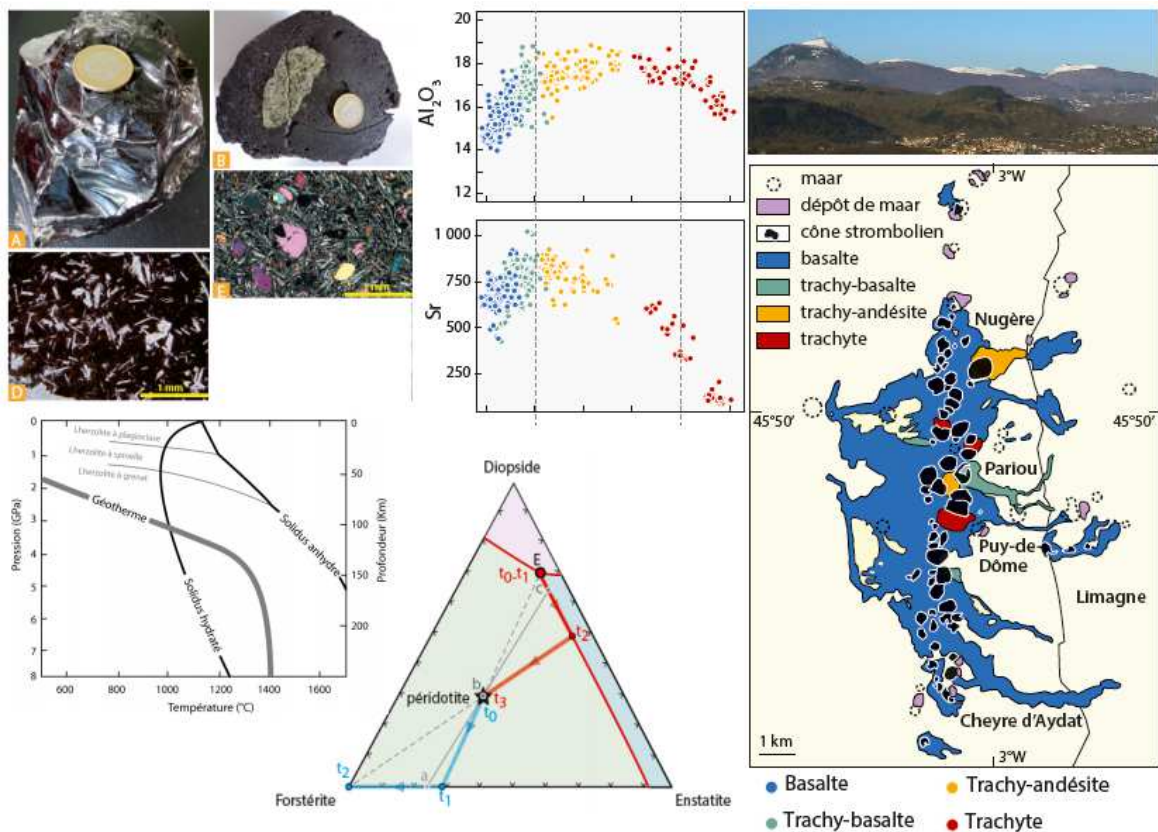 A
B
E
1 mm
D
1 mm
Al2O3
20
18
16
14
12
Sr
1 000
750
500
250
maar
dépôt de maar
cône strombolien
basalte
trachy-basalte
trachy-andésite
trachyte
3°W
Nugère
45°50'
45°50'
Pariou
Puy-de-
Dôme
Limagne
Cheyre d'Aydat
1 km
3°W
Basalte
Trachy-andésite
Trachy-basalte
Trachyte
Lherzolite à plagioclase
Lherzolite à spinelle
Lherzolite à grenat
Géotherme
Solidus anhydre
Solidus hydraté
Pression (GPa)
0
1
2
3
4
5
6
7
8
Profondeur (Km)
0
50
100
150
200
600
800
1000
1200
1400
1600
Température (°C)
Diopside
E
t0-t1
c
t2
b
péridotite
t3
t0
t2
a
t1
Forstérite
Enstatite